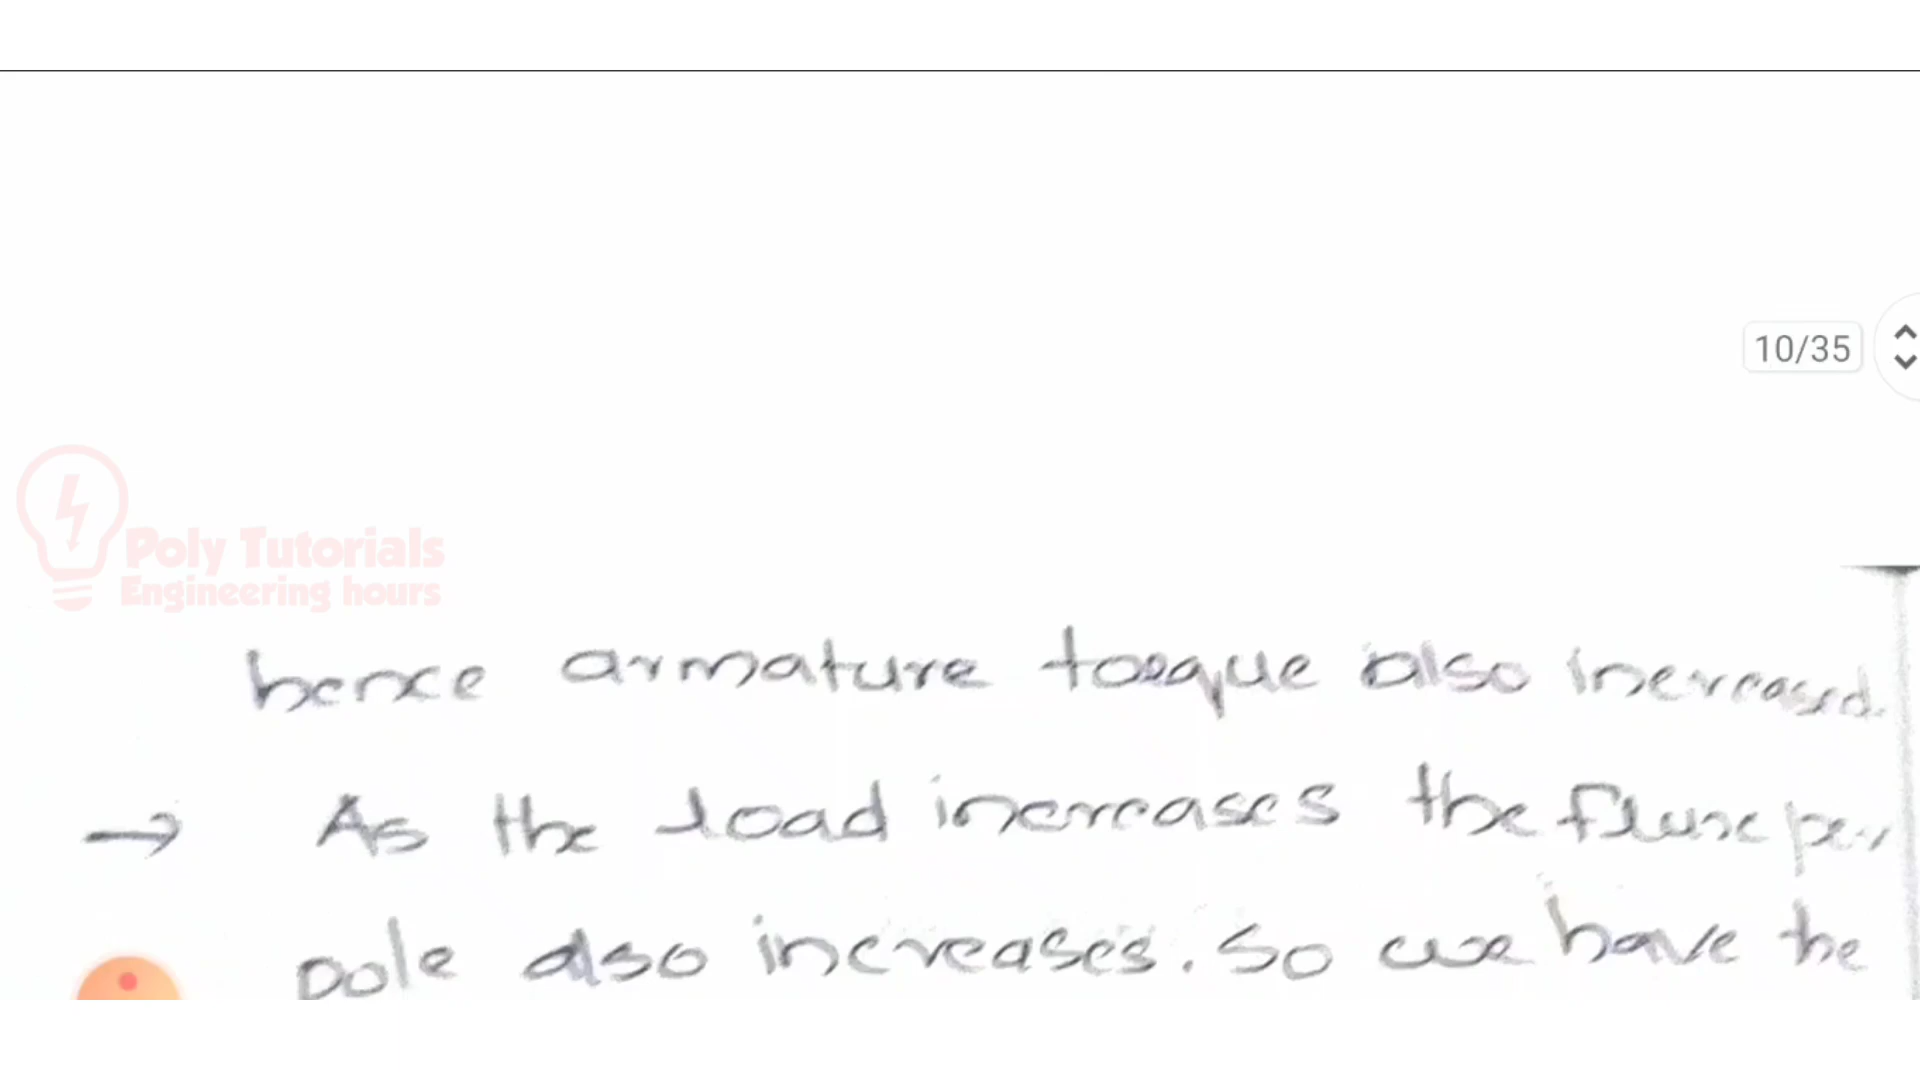 10/35
Poly Tutorials
Engineering hours
hence armature torque also increased.
→ As the load increases the flux per
pole also increases. So we have the